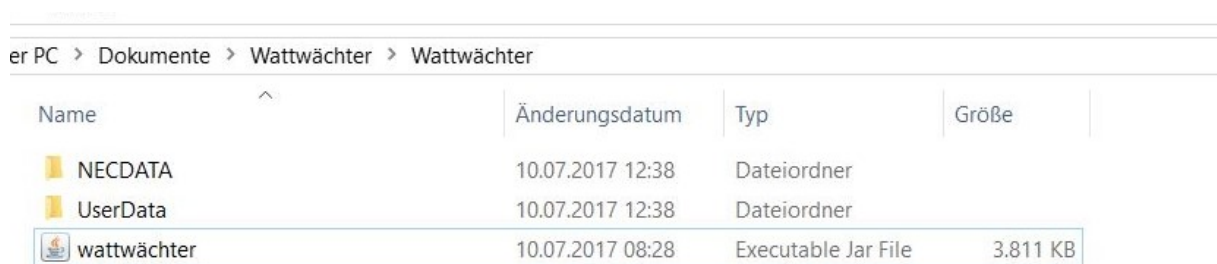 er PC > Dokumente > Wattwächter > Wattwächter
Name Änderungsdatum Typ Größe
NECDATA 10.07.2017 12:38 Dateiordner
UserData 10.07.2017 12:38 Dateiordner
wattwächter 10.07.2017 08:28 Executable Jar File 3.811 KB